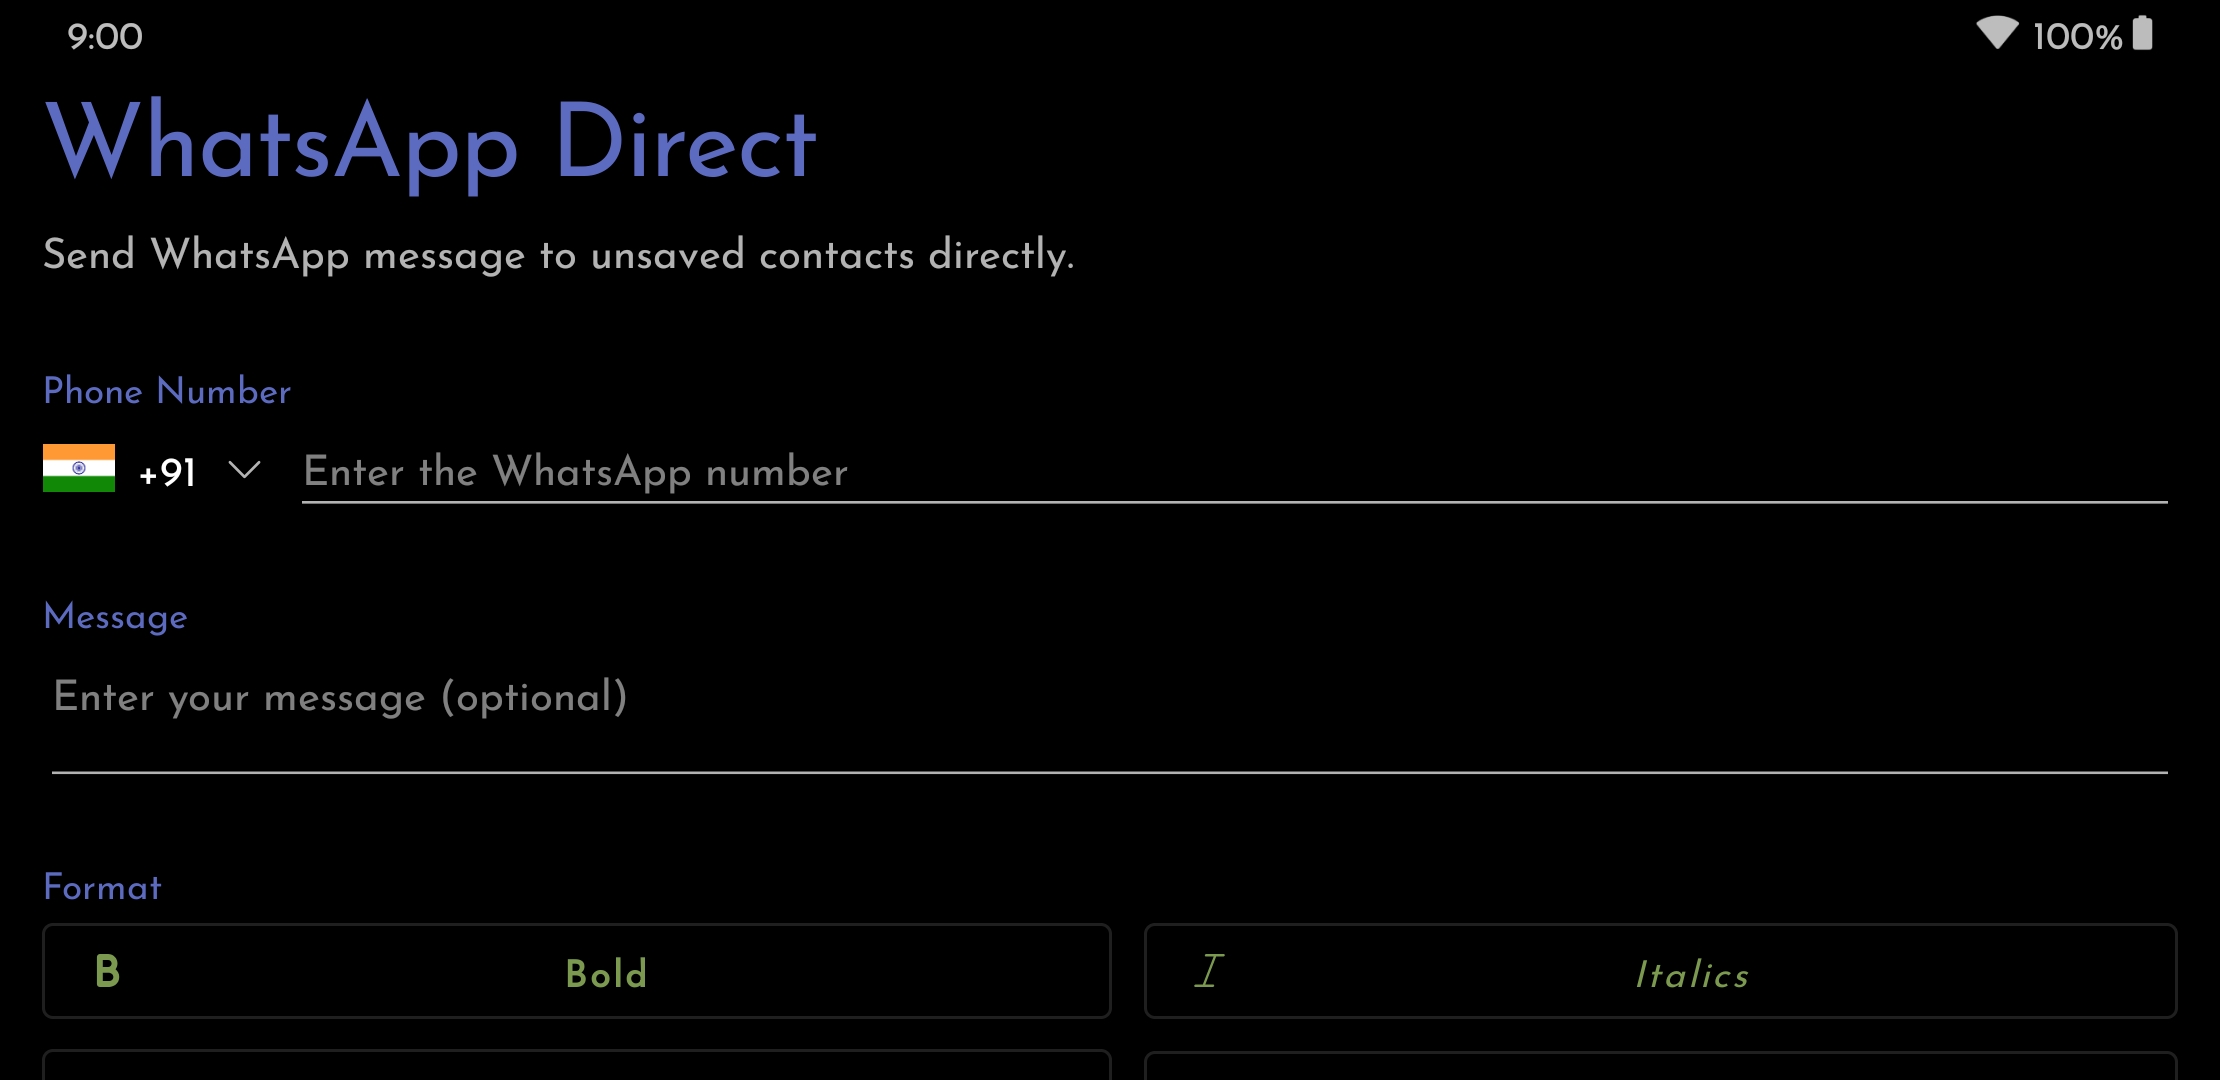 9:00 100%
WhatsApp Direct
Send WhatsApp message to unsaved contacts directly.
Phone Number
+91 Enter the WhatsApp number
Message
Enter your message (optional)
Format
B Bold I Italics